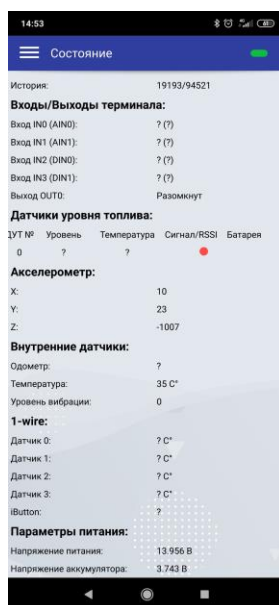 14:53
4G 40
Состояние
История: 19193/94521
Входы/Выходы терминала:
Вход IN0 (AIN0): ? (?)
Вход IN1 (AIN1): ? (?)
Вход IN2 (DIN0): ? (?)
Вход IN3 (DIN1): ? (?)
Выход OUT0: Разомкнут
Датчики уровня топлива:
ДУТ № Уровень Температура Сигнал/RSSI Батарея
0 ? ?
Акселерометр:
X: 10
Y: 23
Z: -1007
Внутренние датчики:
Одометр: ?
Температура: 35 C°
Уровень вибрации: 0
1-wire:
Датчик 0: ? C°
Датчик 1: ? C°
Датчик 2: ? C°
Датчик 3: ? C°
iButton: ?
Параметры питания:
Напряжение питания: 13.956 В
Напряжение аккумулятора: 3.743 В